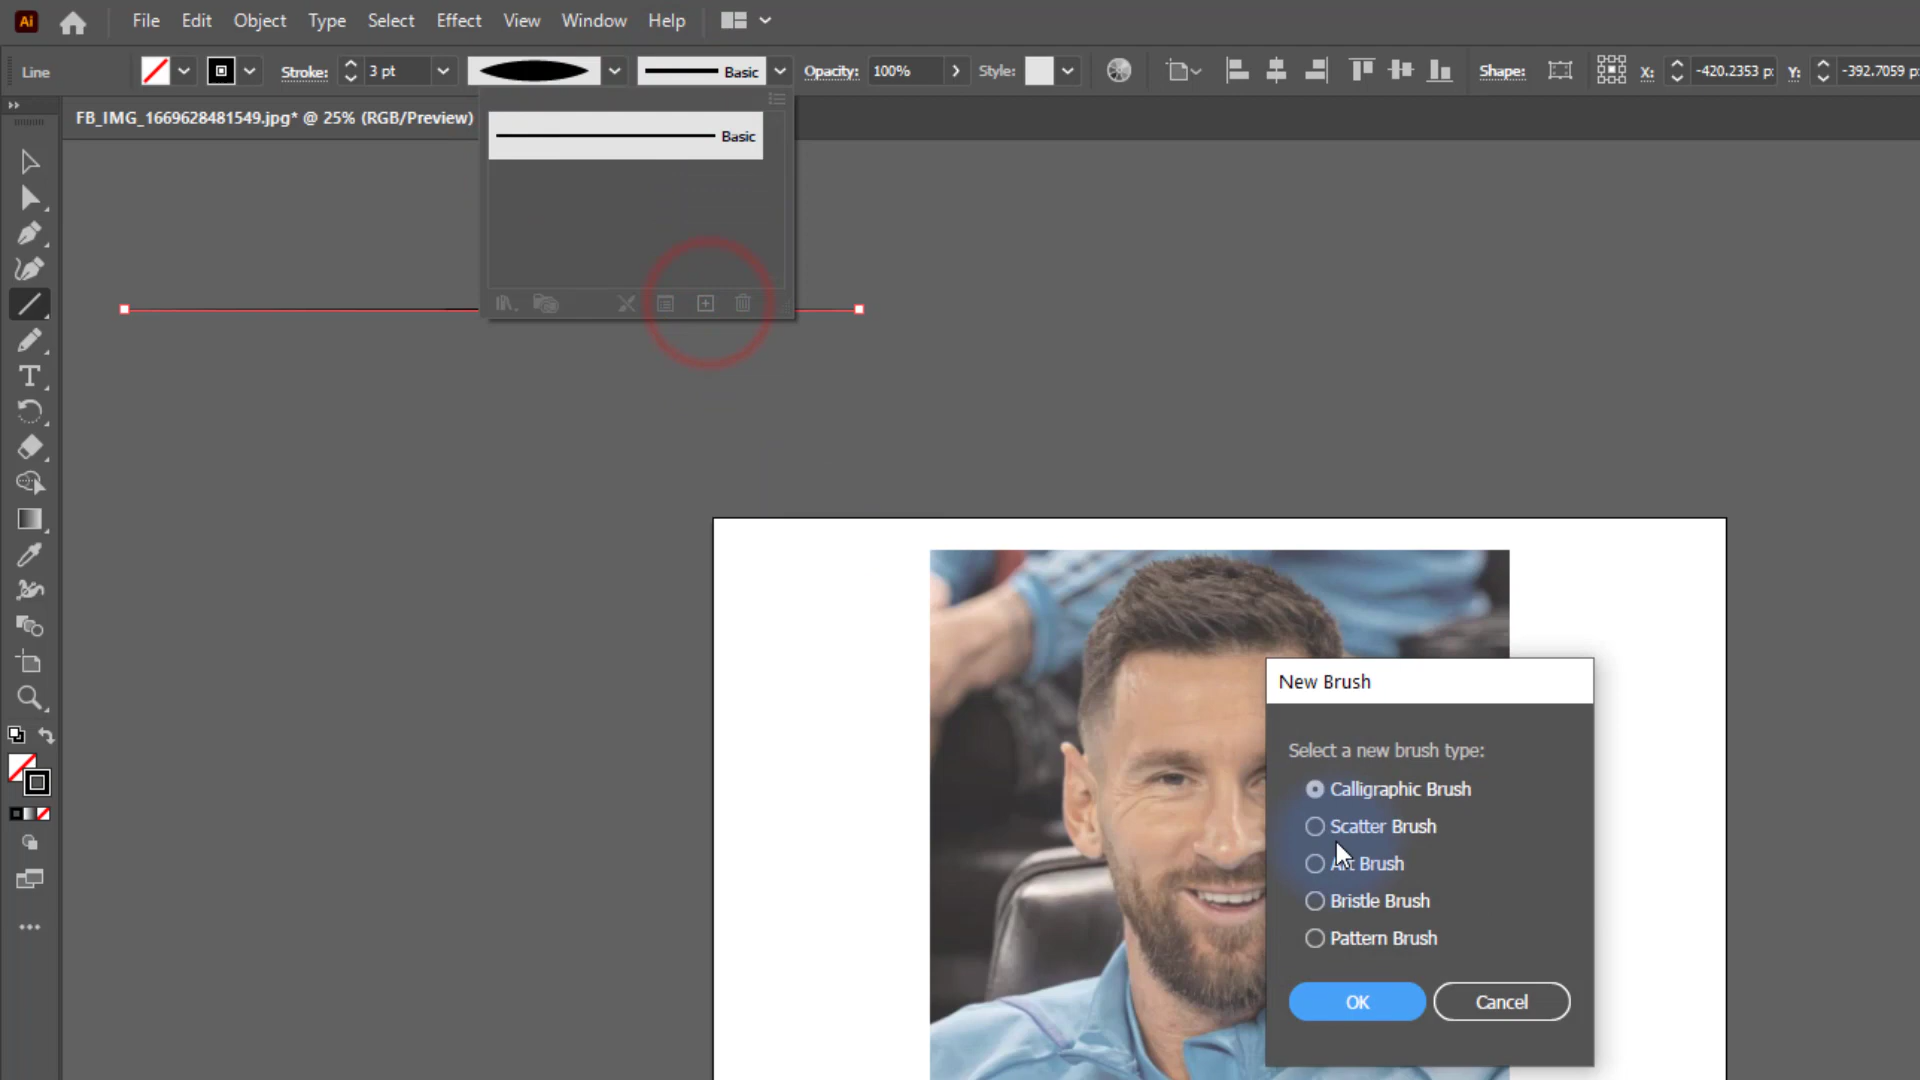 Ai File Edit Object Type Select Effect View Window Help
Line Stroke: 3 pt Basic Opacity: 100% Style: Shape: X: -420.2353 p: Y: -392.7059 p
FB_IMG_1669628481549.jpg* @ 25% (RGB/Preview)
Basic
New Brush
Select a new brush type:
Calligraphic Brush
Scatter Brush
Art Brush
Bristle Brush
Pattern Brush
OK Cancel